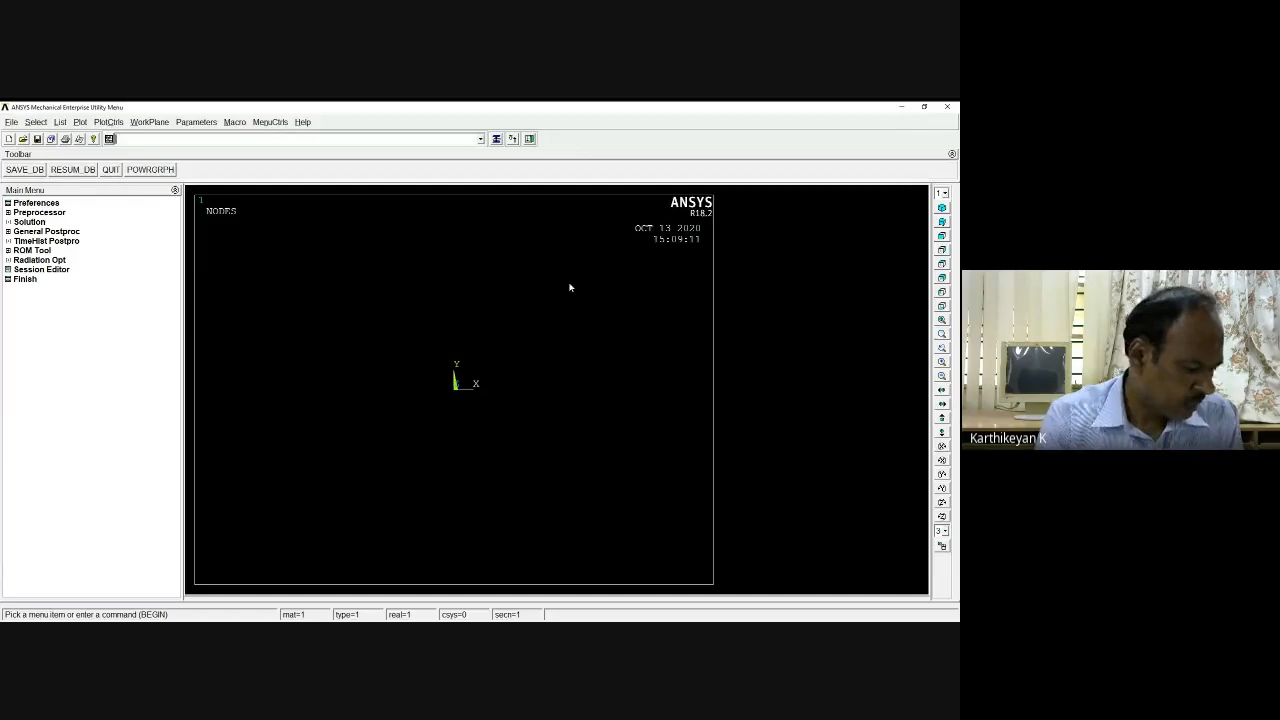 ANSYS Mechanical Enterprise Utility Menu
File Select List Plot PlotCtrls WorkPlane Parameters Macro MenuCtrls Help
Toolbar
SAVE_DB RESUM_DB QUIT POWRGRPH
Main Menu
Preferences
Preprocessor
Solution
General Postproc
TimeHist Postpro
ROM Tool
Radiation Opt
Session Editor
Finish
1
NODES
ANSYS
R18.2
OCT 13 2020
15:09:11
Y
X
1
3
Karthikeyan K
Pick a menu item or enter a command (BEGIN) mat=1 type=1 real=1 csys=0 secn=1